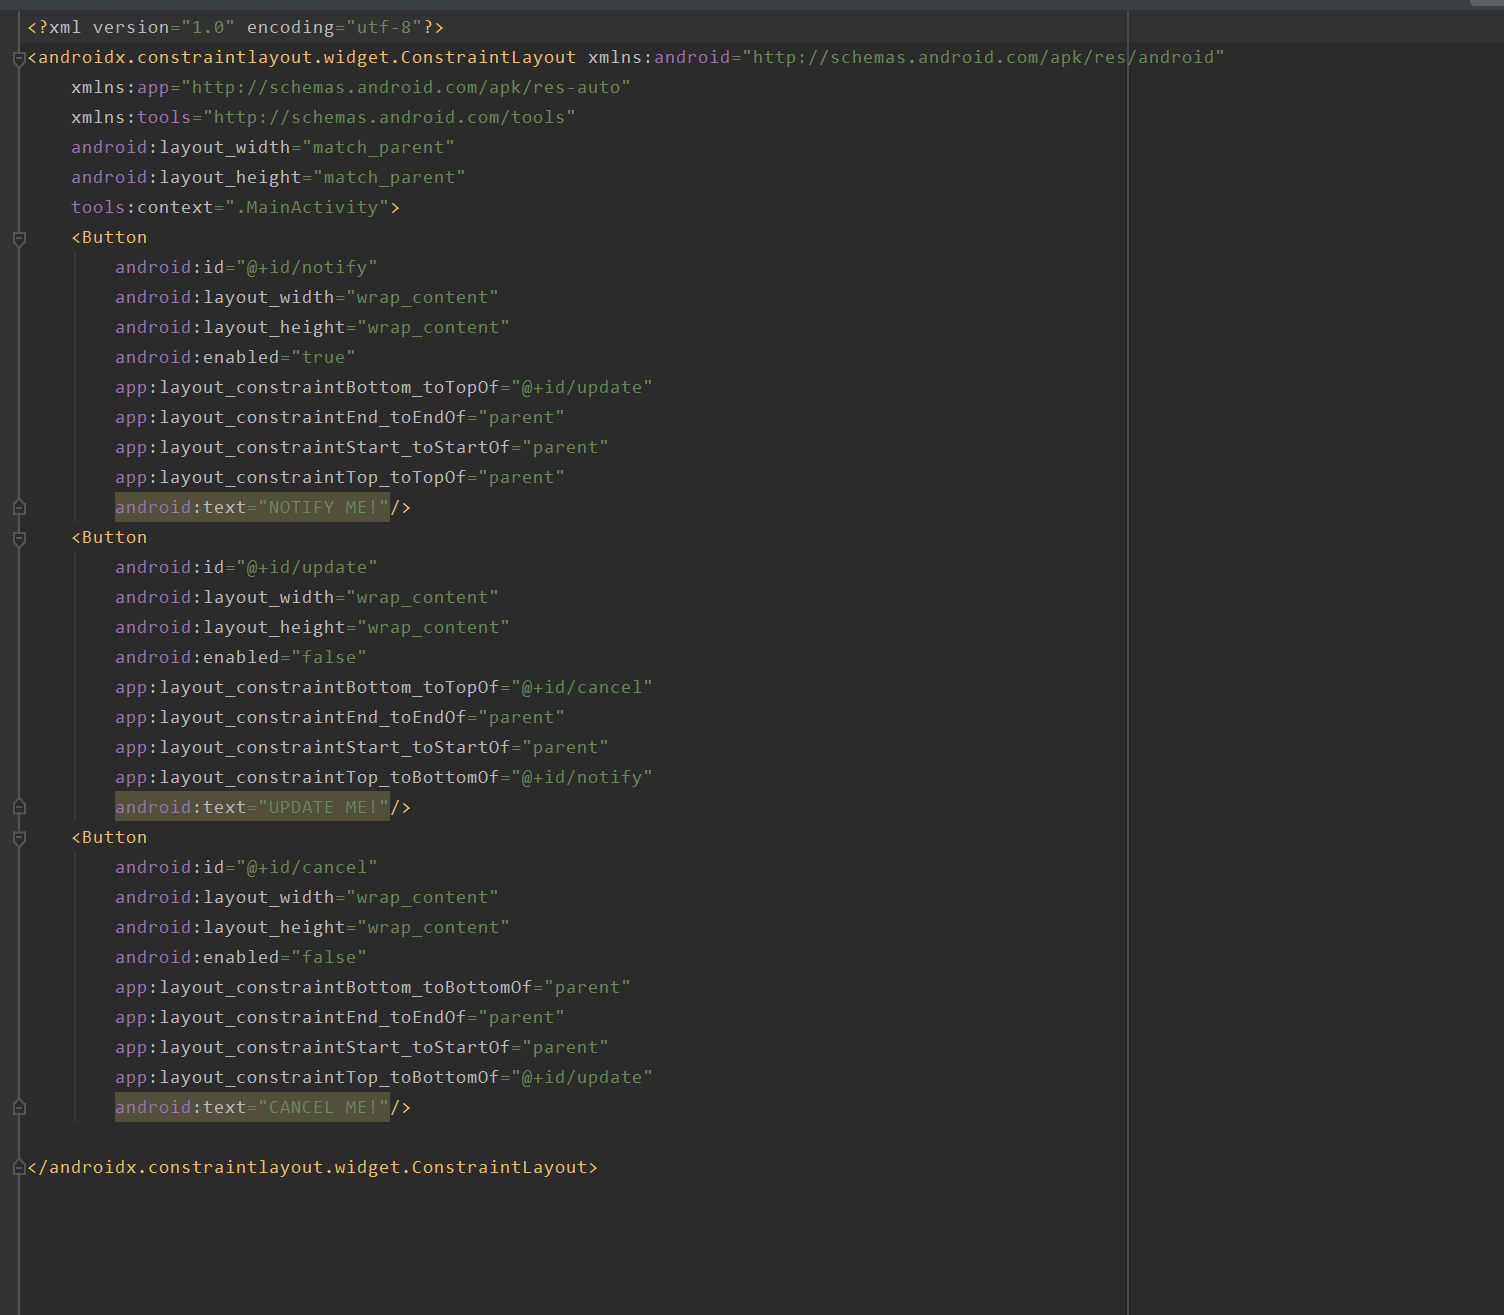 <?xml version="1.0" encoding="utf-8"?>
<androidx.constraintlayout.widget.ConstraintLayout xmlns:android="http://schemas.android.com/apk/res/android"
    xmlns:app="http://schemas.android.com/apk/res-auto"
    xmlns:tools="http://schemas.android.com/tools"
    android:layout_width="match_parent"
    android:layout_height="match_parent"
    tools:context=".MainActivity">
    <Button
        android:id="@+id/notify"
        android:layout_width="wrap_content"
        android:layout_height="wrap_content"
        android:enabled="true"
        app:layout_constraintBottom_toTopOf="@+id/update"
        app:layout_constraintEnd_toEndOf="parent"
        app:layout_constraintStart_toStartOf="parent"
        app:layout_constraintTop_toTopOf="parent"
        android:text="NOTIFY ME!"/>
    <Button
        android:id="@+id/update"
        android:layout_width="wrap_content"
        android:layout_height="wrap_content"
        android:enabled="false"
        app:layout_constraintBottom_toTopOf="@+id/cancel"
        app:layout_constraintEnd_toEndOf="parent"
        app:layout_constraintStart_toStartOf="parent"
        app:layout_constraintTop_toBottomOf="@+id/notify"
        android:text="UPDATE ME!"/>
    <Button
        android:id="@+id/cancel"
        android:layout_width="wrap_content"
        android:layout_height="wrap_content"
        android:enabled="false"
        app:layout_constraintBottom_toBottomOf="parent"
        app:layout_constraintEnd_toEndOf="parent"
        app:layout_constraintStart_toStartOf="parent"
        app:layout_constraintTop_toBottomOf="@+id/update"
        android:text="CANCEL ME!"/>

</androidx.constraintlayout.widget.ConstraintLayout>